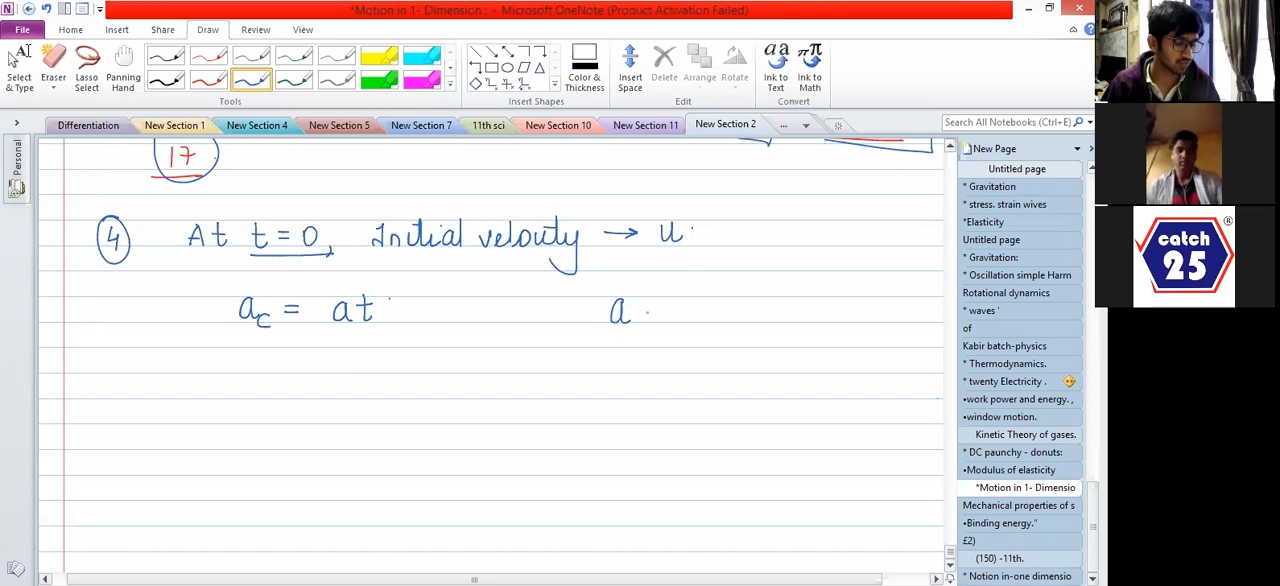 *Motion in 1- Dimension ; - Microsoft OneNote (Product Activation Failed)
File Home Insert Share Draw Review View
Select & Type Eraser Lasso Select Panning Hand Color & Thickness Insert Space Delete Arrange Rotate Ink to Text Ink to Math
Tools Insert Shapes Edit Convert
Differentiation New Section 1 New Section 4 New Section 5 New Section 7 11th sci New Section 10 New Section 11 New Section 2 ... Search All Notebooks (Ctrl+E)
Personal
17
4 At t = 0, Initial velocity → u
a_c = at a
New Page
Untitled page
* Gravitation
* stress. strain wives
*Elasticity
Untitled page
* Gravitation:
* Oscillation simple Harm
Rotational dynamics
* waves '
of
Kabir batch-physics
* Thermodynamics.
* twenty Electricity .
•work power and energy. ,
•window motion.
Kinetic Theory of gases.
* DC paunchy - donuts:
•Modulus of elasticity
*Motion in 1- Dimensio
Mechanical properties of s
•Binding energy."
£2)
(150) -11th.
* Notion in-one dimensio
catch
25
®